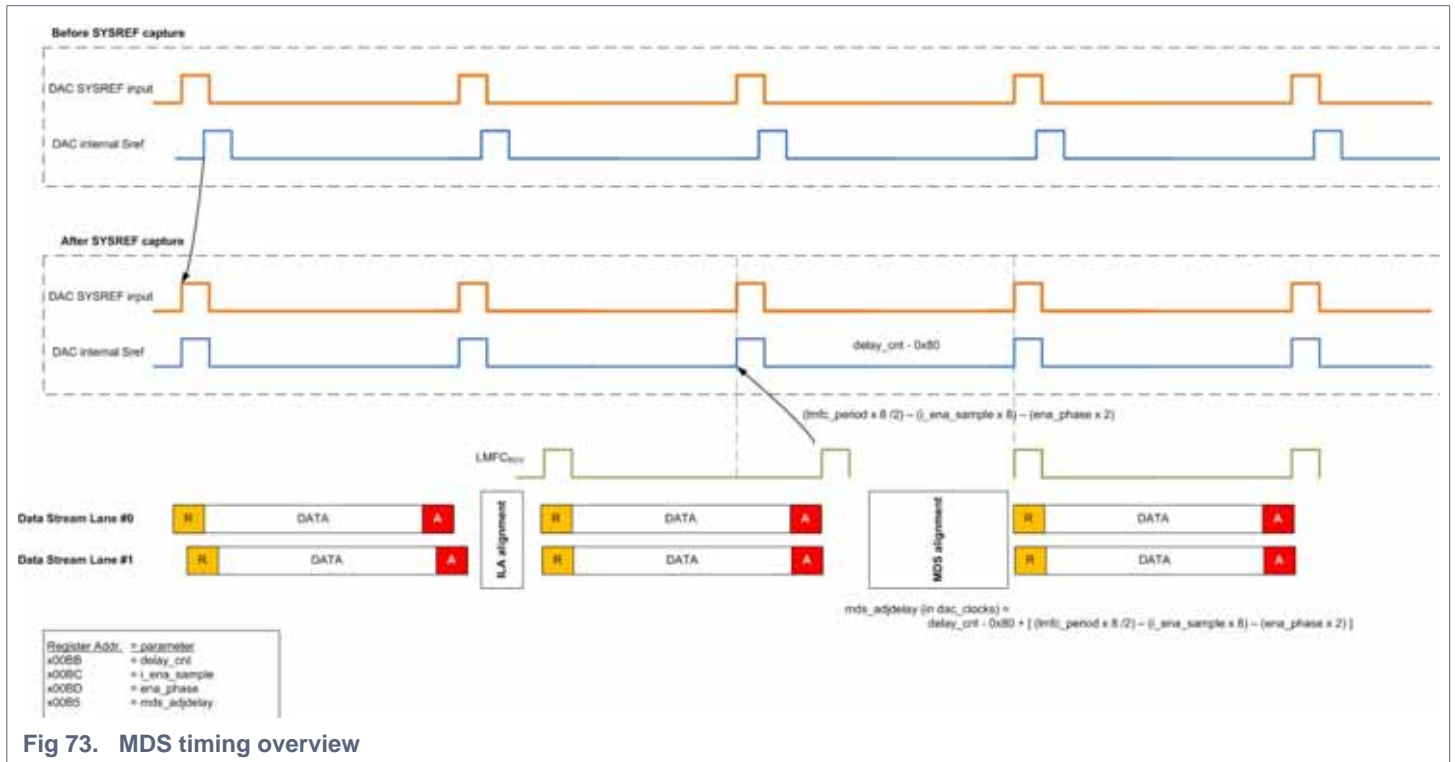 Before SYSREF capture
DAC SYSREF input
DAC internal Sref
After SYSREF capture
DAC SYSREF input
DAC internal Sref
delay_cnt - 0x80
(lmfc_period x 8 /2) – (i_ena_sample x 8) – (ena_phase x 2)
Data Stream Lane #0
R DATA A
R DATA A
R DATA A
Data Stream Lane #1
R DATA A
R DATA A
R DATA A
ILA alignment
MDS alignment
mds_adjdelay (in dac_clocks) =
delay_cnt - 0x80 + [ (lmfc_period x 8 /2) – (i_ena_sample x 8) – (ena_phase x 2) ]
Register Addr. = parameter
x00BB = delay_cnt
x00BC = i_ena_sample
x00BD = ena_phase
x00B5 = mds_adjdelay
Fig 73. MDS timing overview